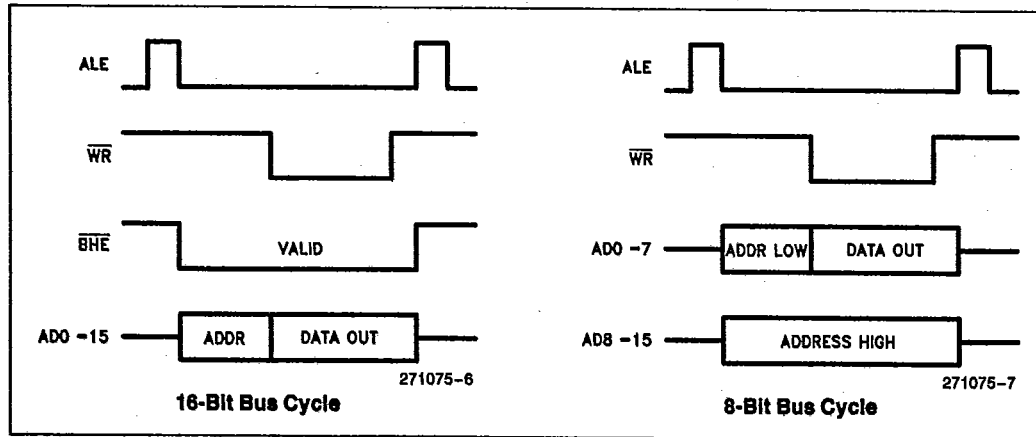 ALE
WR
BHE
VALID
AD0 -15
ADDR
DATA OUT
271075-6
16-Bit Bus Cycle
ALE
WR
AD0 -7
ADDR LOW
DATA OUT
AD8 -15
ADDRESS HIGH
271075-7
8-Bit Bus Cycle